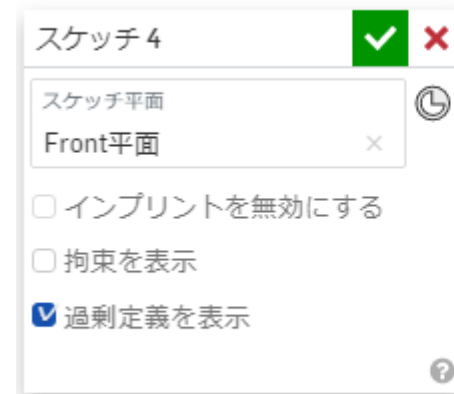 スケッチ 4
スケッチ平面
Front平面
インプリントを無効にする
拘束を表示
過剰定義を表示